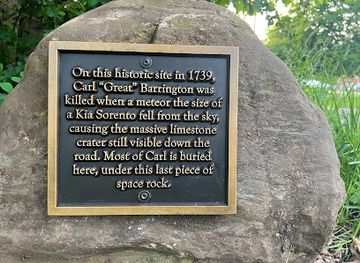 On this historic site in 1739,
Carl "Great" Barrington was
killed when a meteor the size of
a Kia Sorento fell from the sky,
causing the massive limestone
crater still visible down the
road. Most of Carl is buried
here, under this last piece of
space rock.